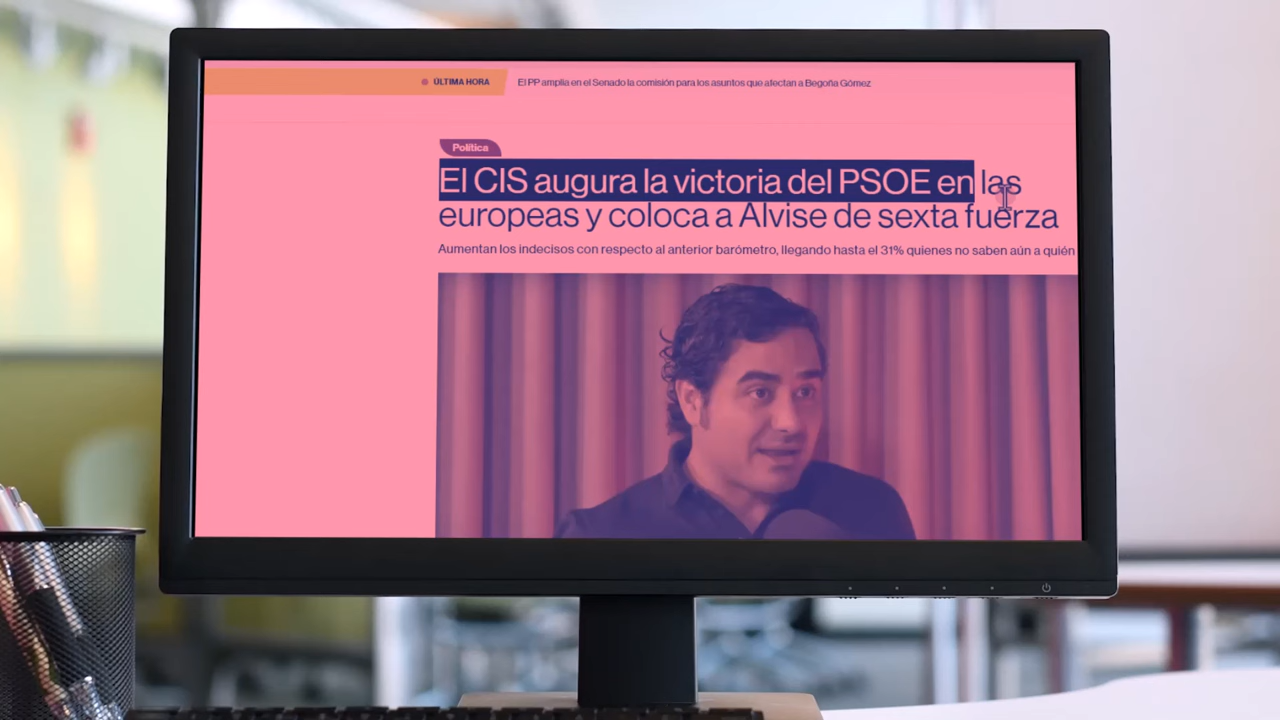 ÚLTIMA HORA El PP amplía en el Senado la comisión para los asuntos que afectan a Begoña Gómez
Política
El CIS augura la victoria del PSOE en las
europeas y coloca a Alvise de sexta fuerza
Aumentan los indecisos con respecto al anterior barómetro, llegando hasta el 31% quienes no saben aún a quién